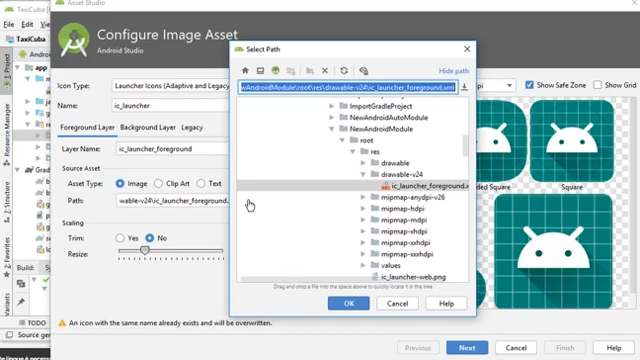 Asset Studio
TaxiCuba
File
Edit
TaxiCuba
Android
app
Configure Image Asset
Android Studio
Icon Type:
Launcher Icons (Adaptive and Legacy
Name:
ic_launcher
Foreground Layer
Background Layer
Legacy
Layer Name:
ic_launcher_foreground
Source Asset
Asset Type:
Image
Clip Art
Text
Path:
wable-v24\ic_launcher_foreground.
Scaling
Trim:
Yes
No
Resize:
An icon with the same name already exists and will be overwritten.
Select Path
Hide path
wAndroidModule\root\res\drawable-v24\ic_launcher_foreground.xml
ImportGradleProject
NewAndroidAutoModule
NewAndroidModule
root
res
drawable
drawable-v24
ic_launcher_foreground.x
mipmap-anydpi-v26
mipmap-hdpi
mipmap-mdpi
mipmap-xhdpi
mipmap-xxhdpi
mipmap-xxxhdpi
values
ic_launcher-web.png
Drag and drop a file into the space above to quickly locate it in the tree
OK
Cancel
Help
Show Safe Zone
Show Grid
Square
Previous
Next
Cancel
Finish
Help
1: Project
Resource Manager
Z: Structure
2: Favorites
Variants
Build:
TODO